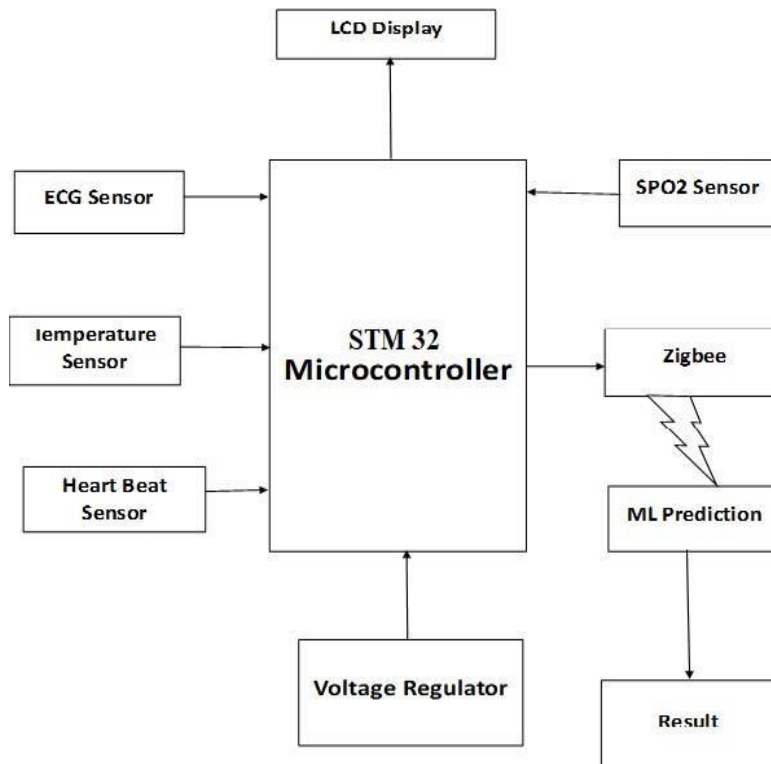 LCD Display
ECG Sensor
SPO2 Sensor
Temperature
Sensor
STM 32
Microcontroller
Zigbee
Heart Beat
Sensor
ML Prediction
Voltage Regulator
Result